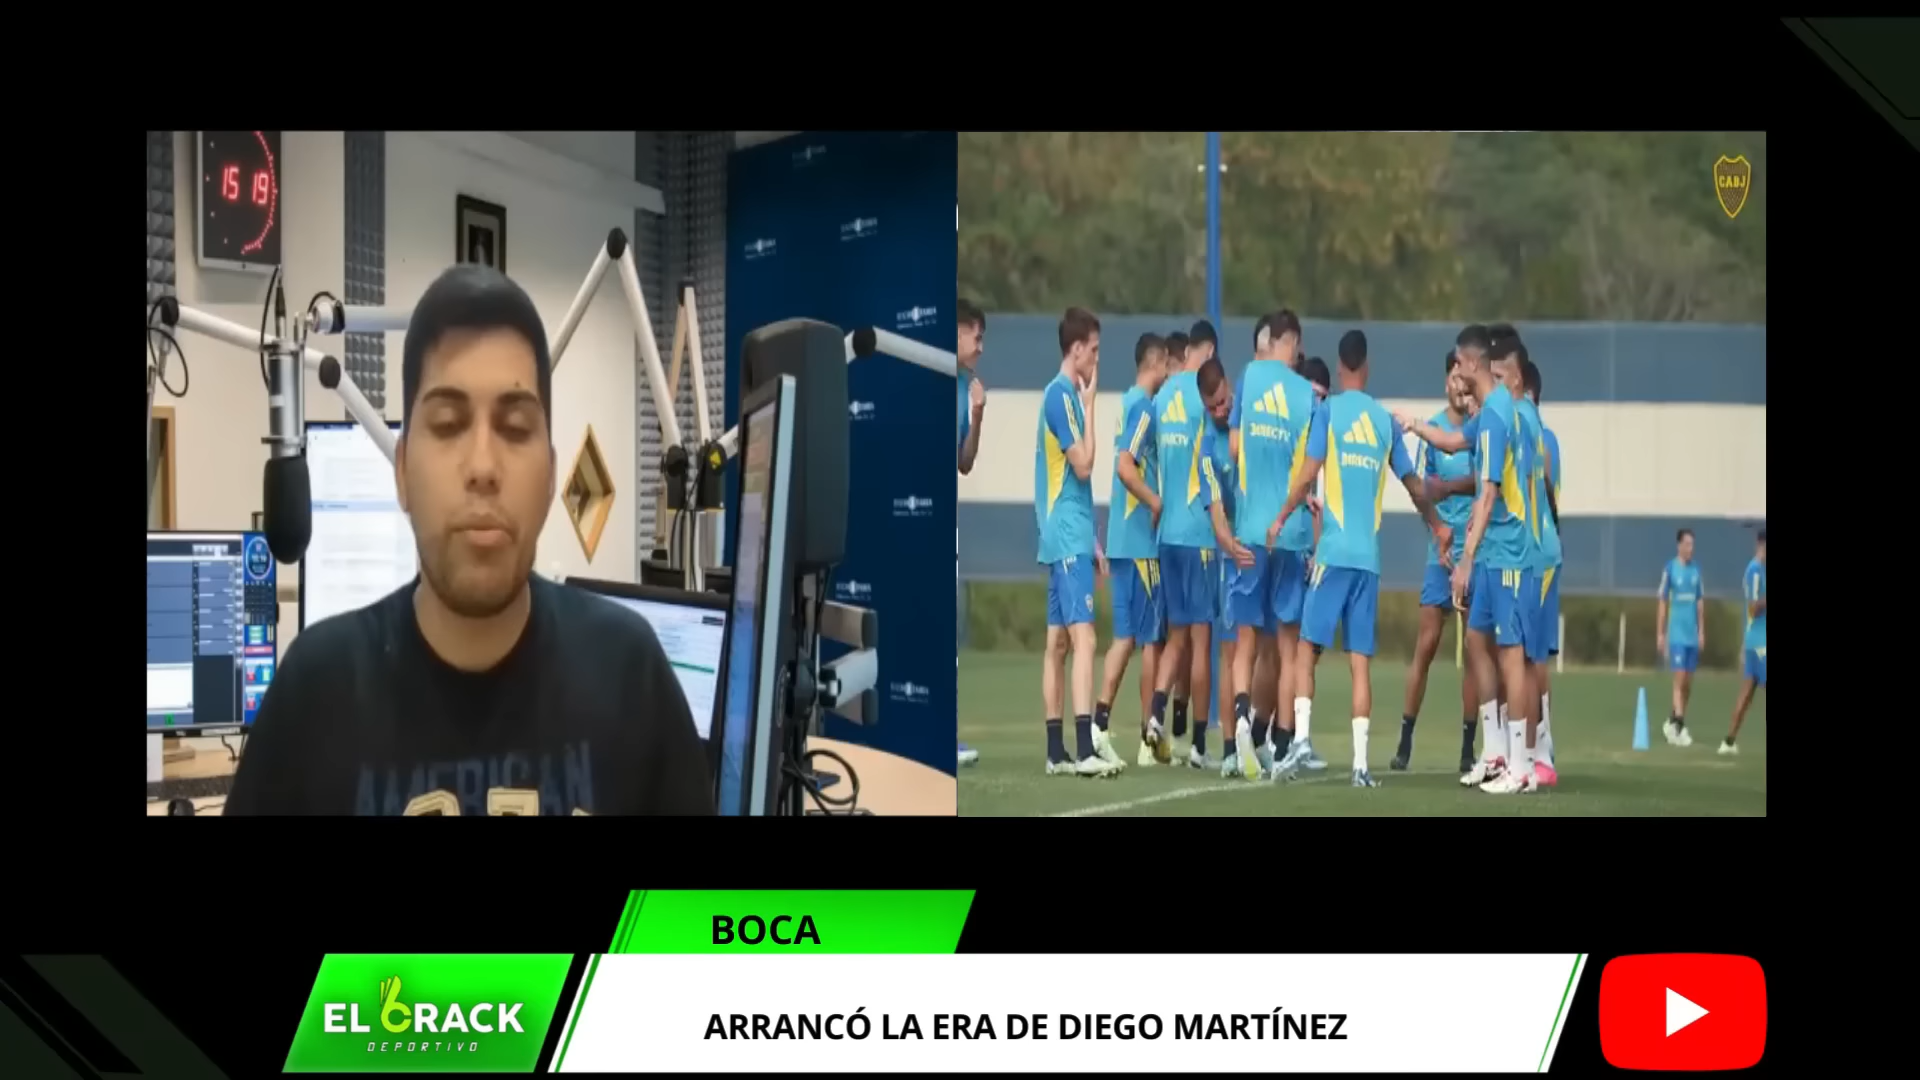 15 19
CABJ
DIRECTV
DIRECTV
AMERICAN
BOCA
EL CRACK
DEPORTIVO
ARRANCÓ LA ERA DE DIEGO MARTÍNEZ